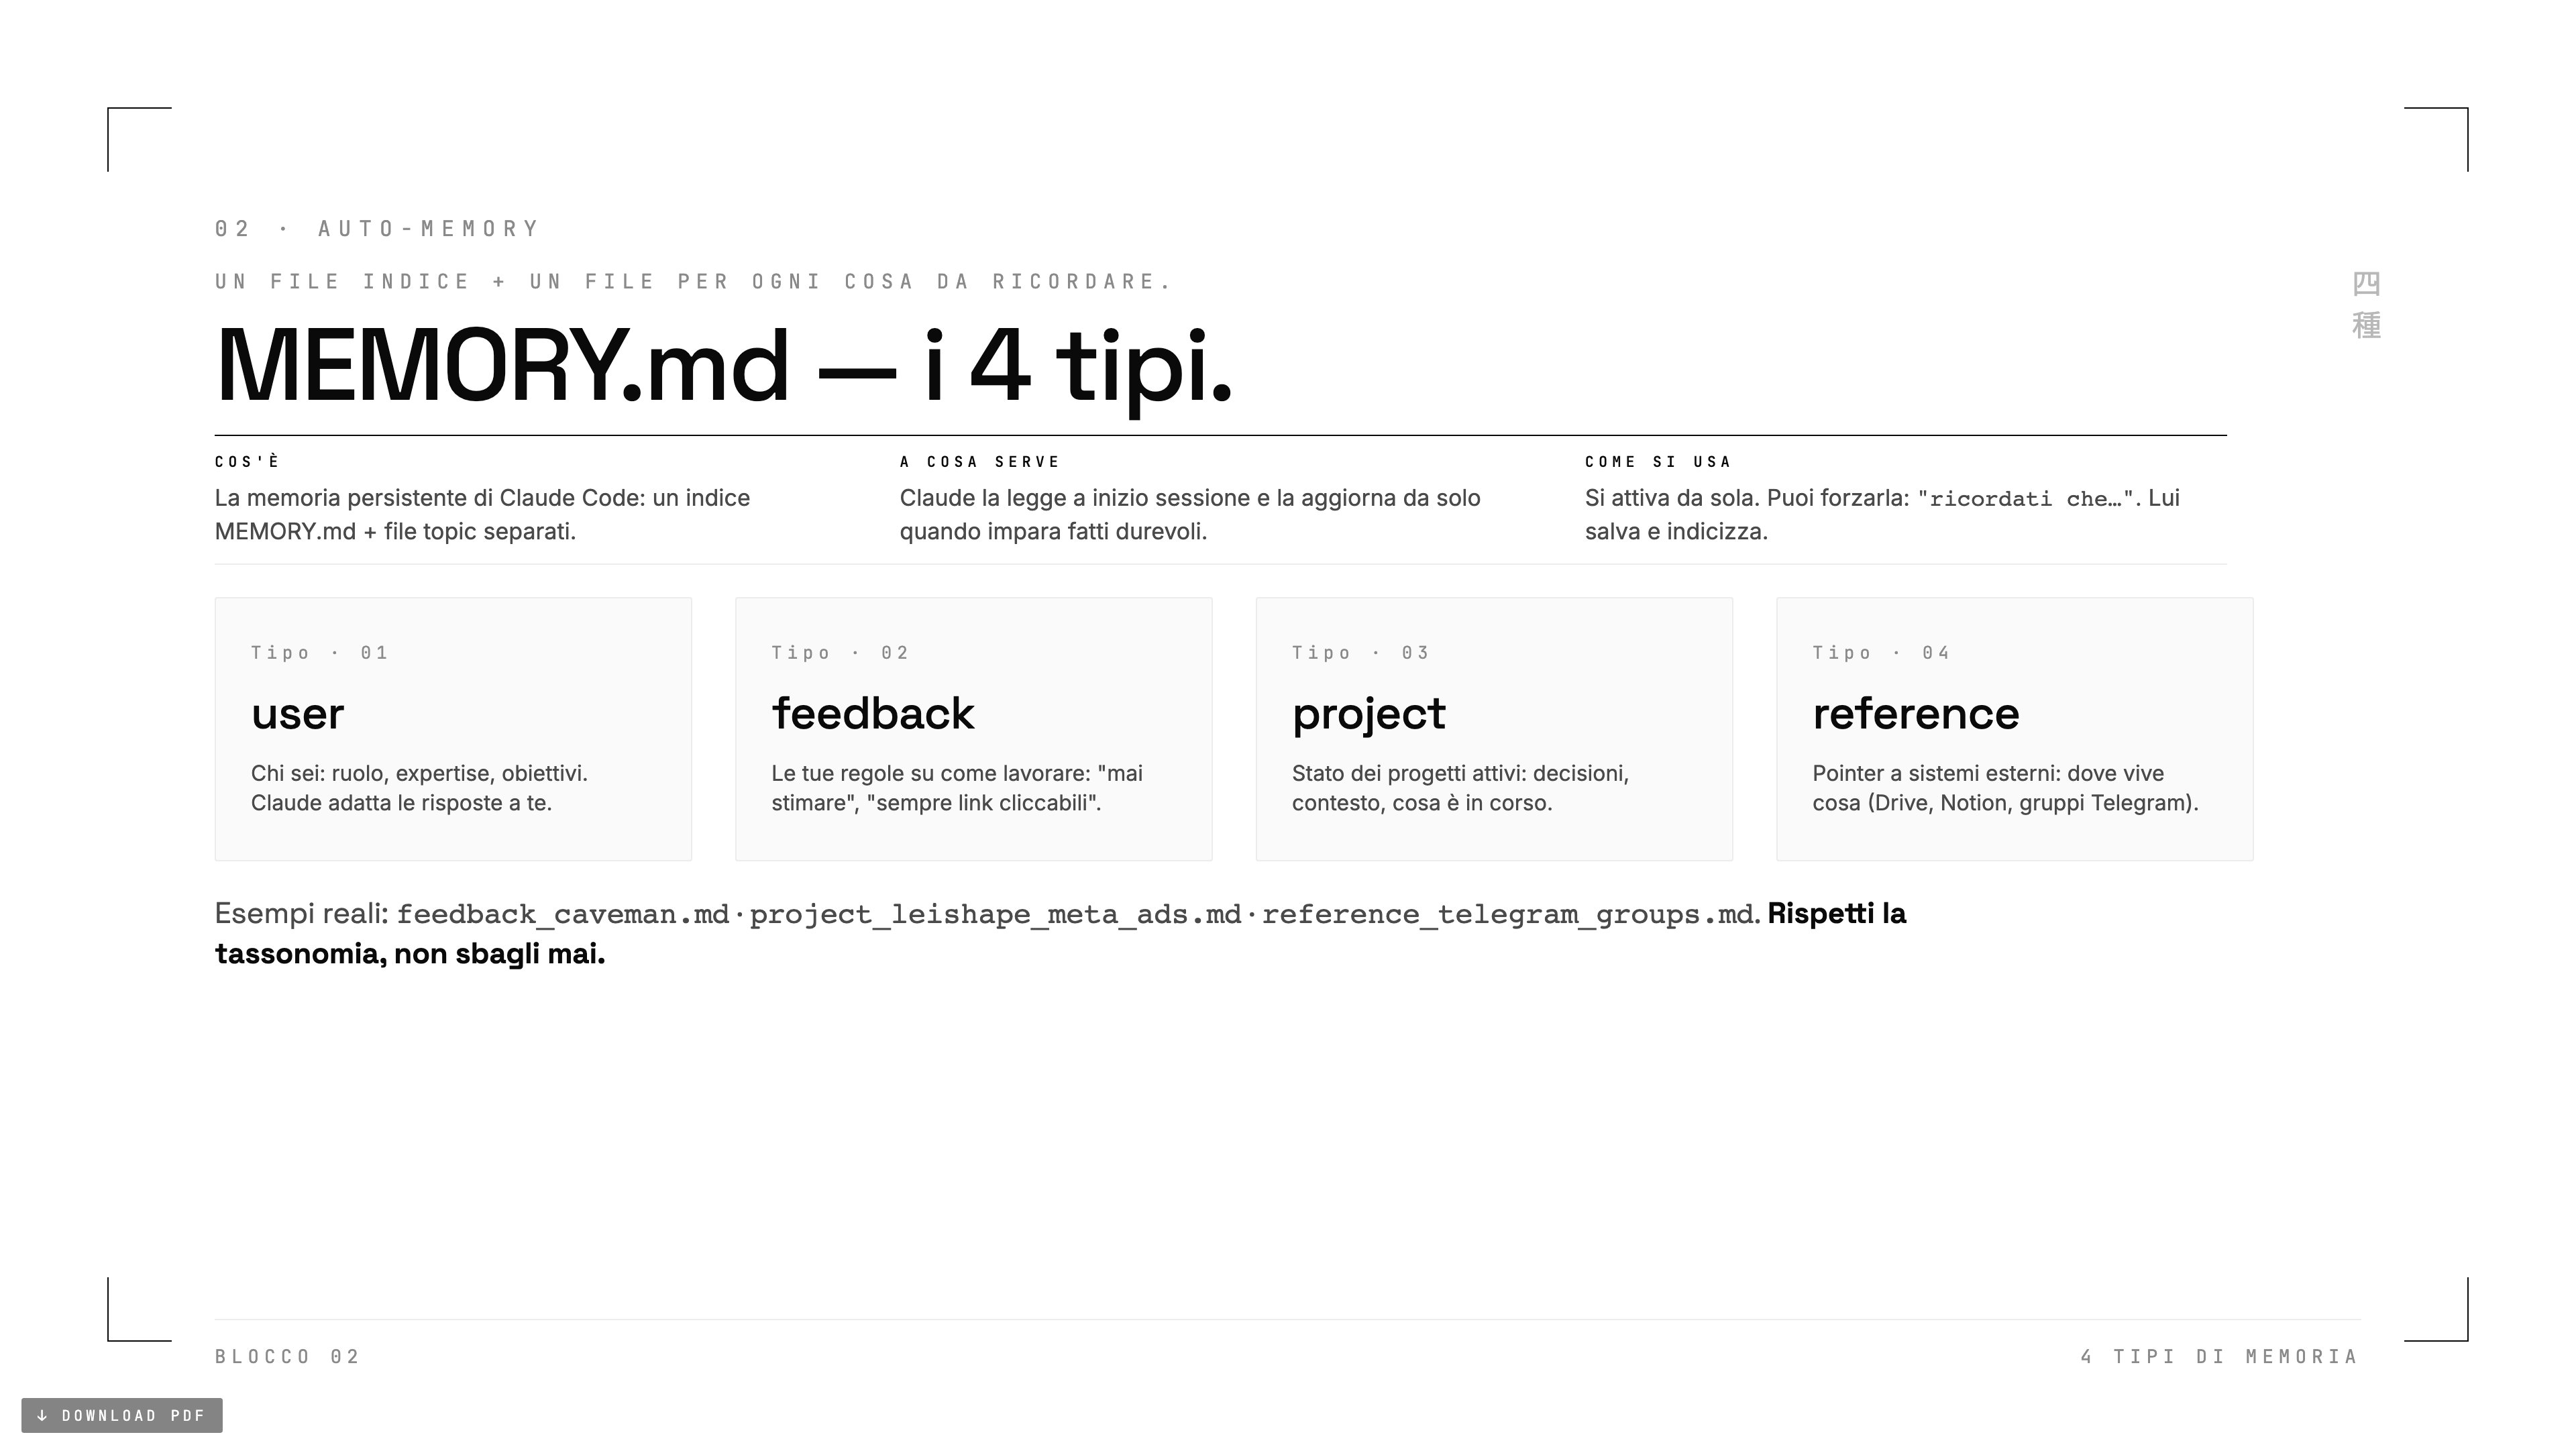 02 · AUTO-MEMORY
UN FILE INDICE + UN FILE PER OGNI COSA DA RICORDARE.
四種
MEMORY.md — i 4 tipi.
COS'È
La memoria persistente di Claude Code: un indice
MEMORY.md + file topic separati.
A COSA SERVE
Claude la legge a inizio sessione e la aggiorna da solo
quando impara fatti durevoli.
COME SI USA
Si attiva da sola. Puoi forzarla: "ricordati che…". Lui
salva e indicizza.
Tipo · 01
user
Chi sei: ruolo, expertise, obiettivi.
Claude adatta le risposte a te.
Tipo · 02
feedback
Le tue regole su come lavorare: "mai
stimare", "sempre link cliccabili".
Tipo · 03
project
Stato dei progetti attivi: decisioni,
contesto, cosa è in corso.
Tipo · 04
reference
Pointer a sistemi esterni: dove vive
cosa (Drive, Notion, gruppi Telegram).
Esempi reali: feedback_caveman.md · project_leishape_meta_ads.md · reference_telegram_groups.md. Rispetti la
tassonomia, non sbagli mai.
BLOCCO 02
4 TIPI DI MEMORIA
↓ DOWNLOAD PDF